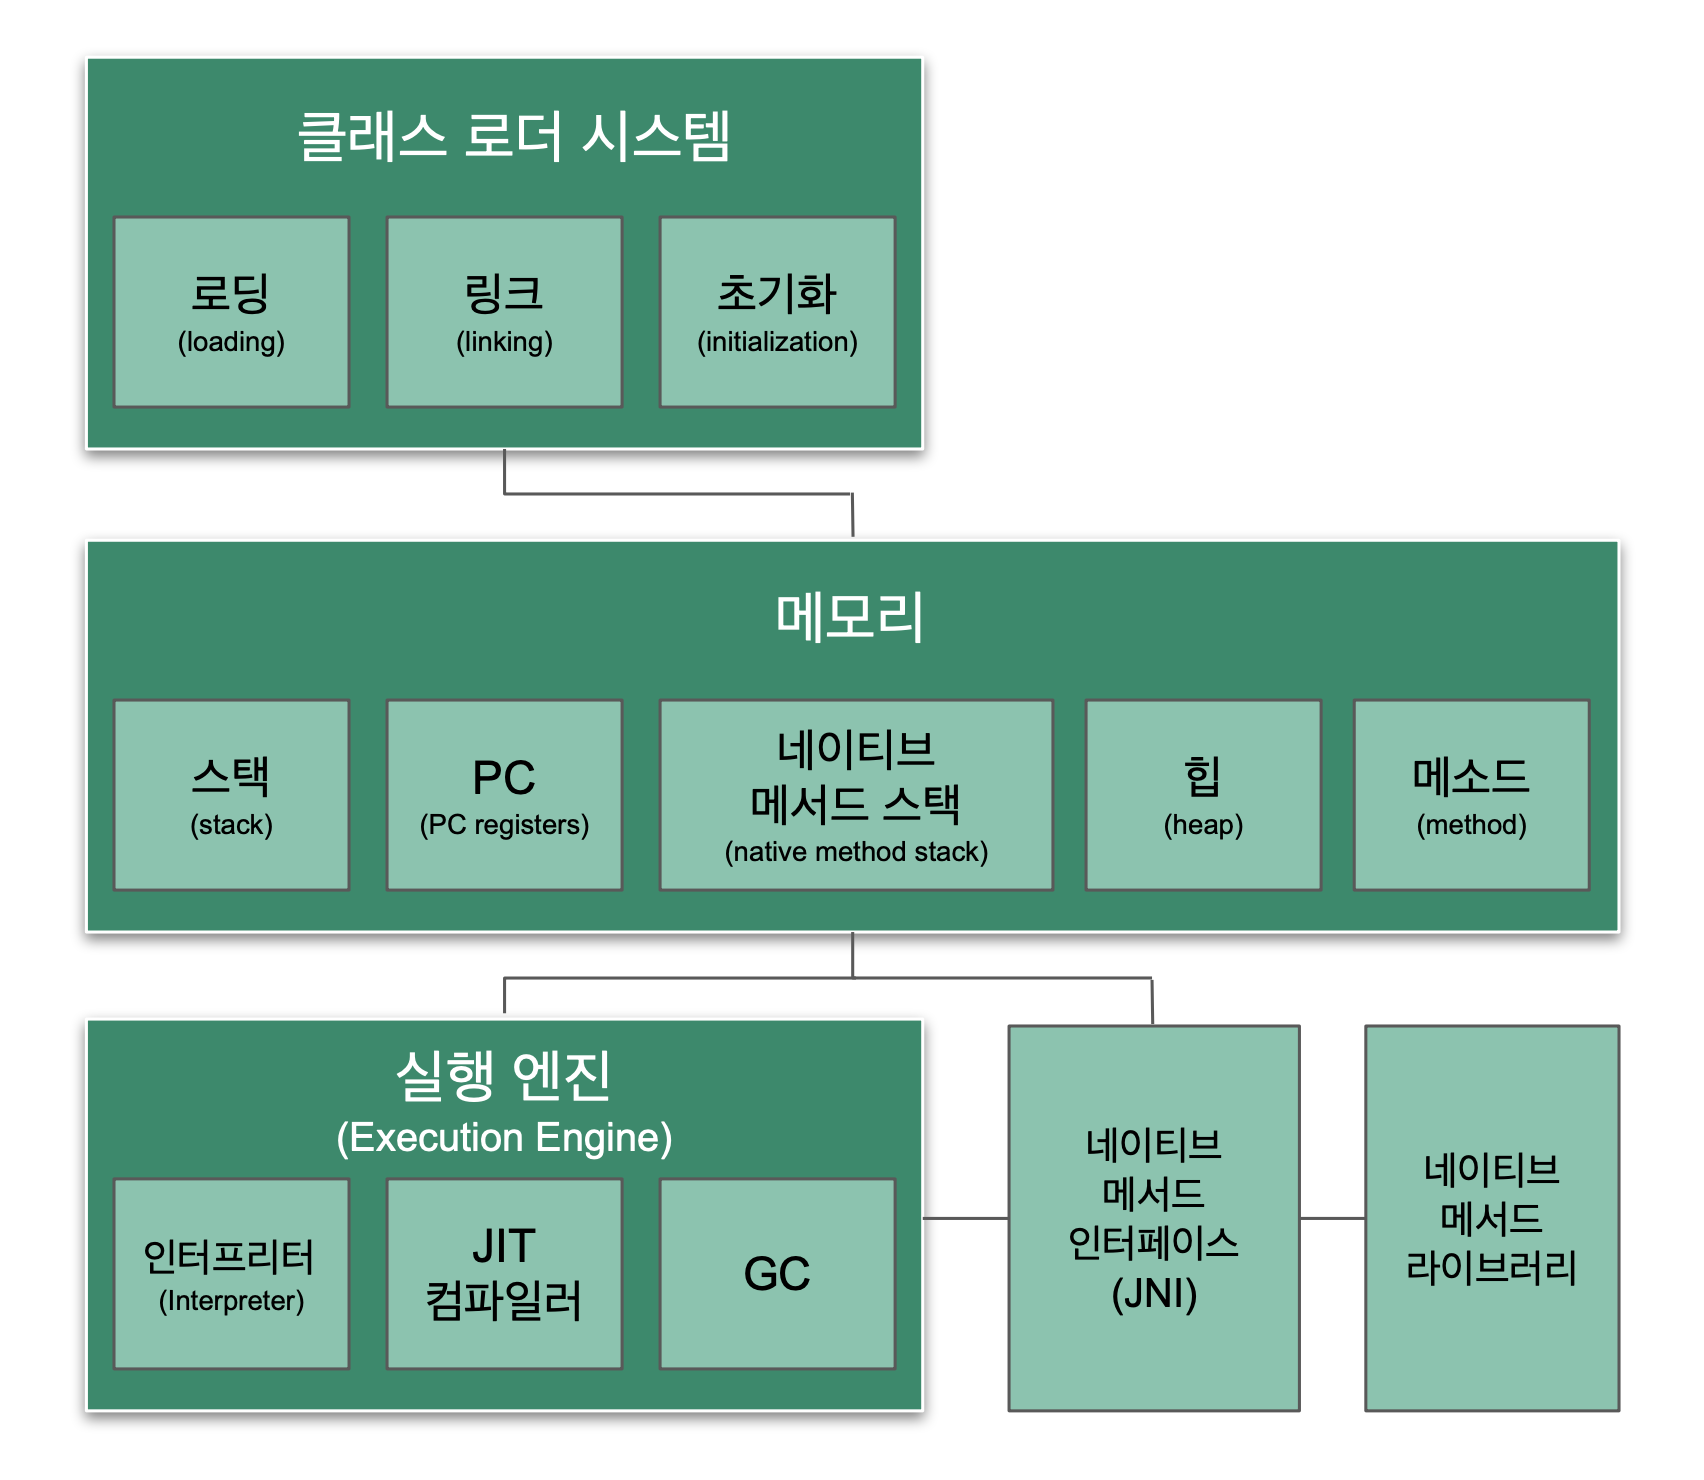 클래스 로더 시스템
로딩
(loading)
링크
(linking)
초기화
(initialization)
메모리
스택
(stack)
PC
(PC registers)
네이티브
메서드 스택
(native method stack)
힙
(heap)
메소드
(method)
실행 엔진
(Execution Engine)
인터프리터
(Interpreter)
JIT
컴파일러
GC
네이티브
메서드
인터페이스
(JNI)
네이티브
메서드
라이브러리